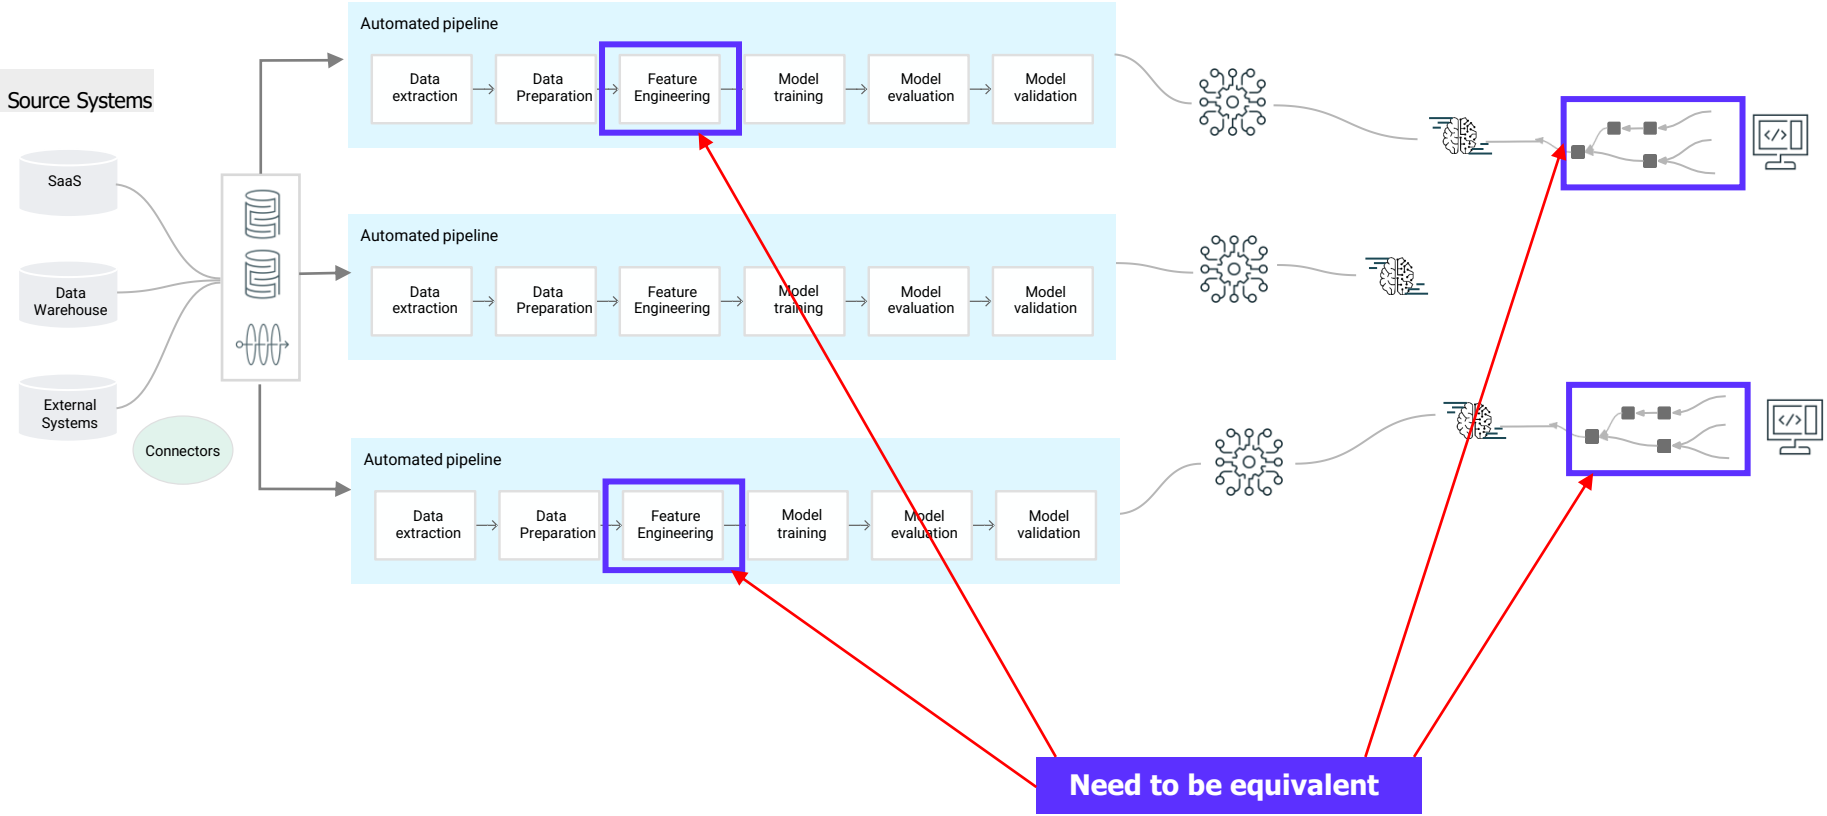 Source Systems
SaaS
Data
Warehouse
External
Systems
Connectors
Automated pipeline
Data
extraction
Data
Preparation
Feature
Engineering
Model
training
Model
evaluation
Model
validation
Automated pipeline
Data
extraction
Data
Preparation
Feature
Engineering
Model
training
Model
evaluation
Model
validation
Automated pipeline
Data
extraction
Data
Preparation
Feature
Engineering
Model
training
Model
evaluation
Model
validation
</>
</>
Need to be equivalent